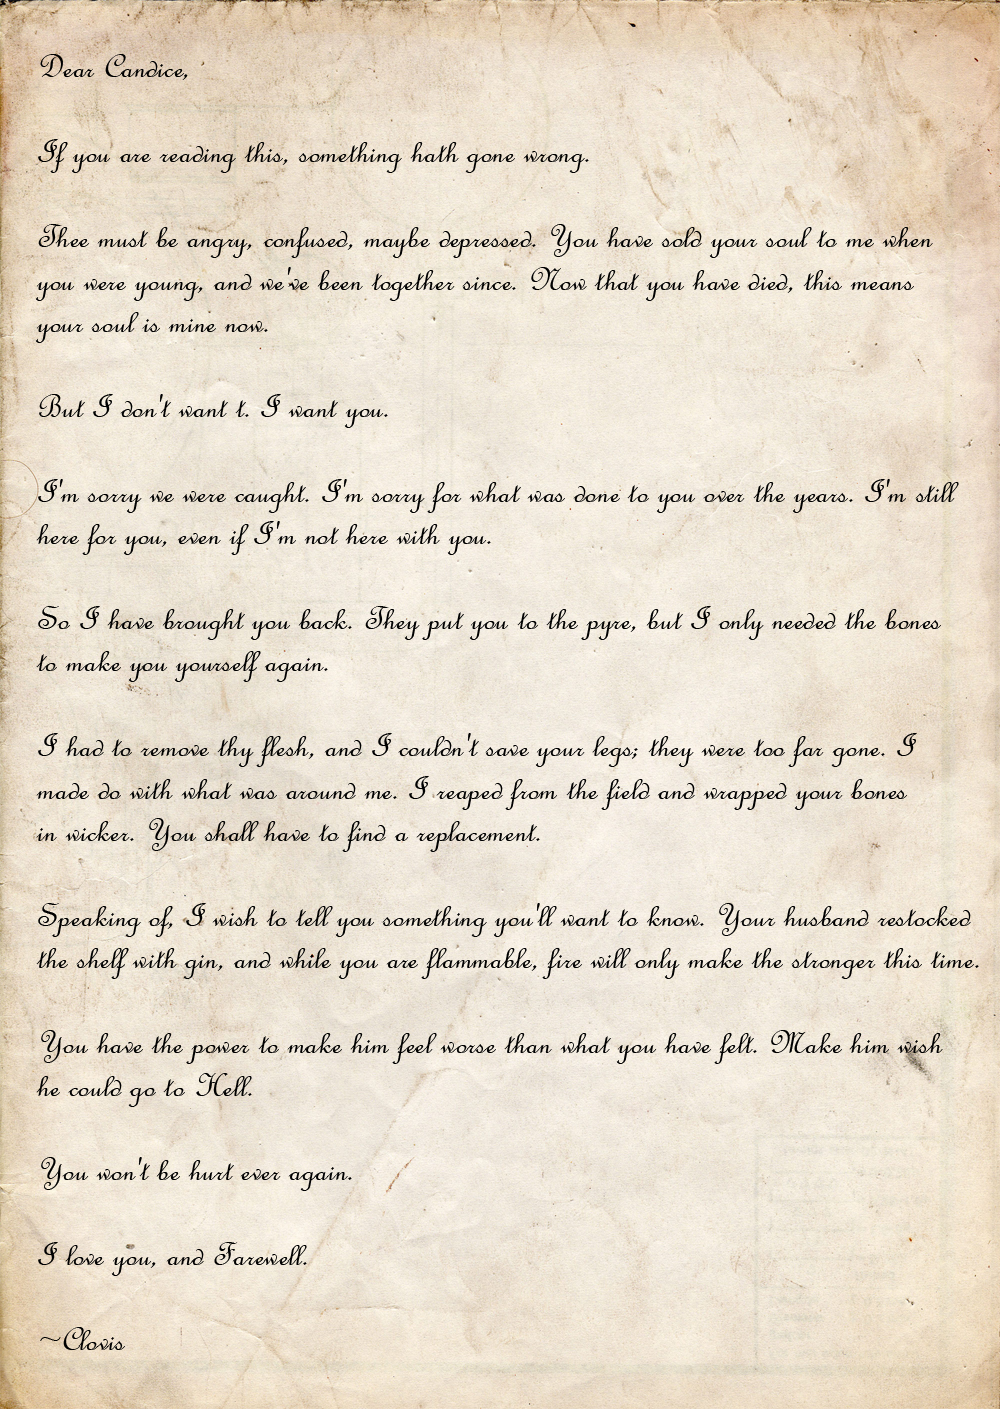 Dear Candice,
If you are reading this, something hath gone wrong.
Thee must be angry, confused, maybe depressed. You have sold your soul to me when
you were young, and we've been together since. Now that you have died, this means
your soul is mine now.
But I don't want t. I want you.
I'm sorry we were caught. I'm sorry for what was done to you over the years. I'm still
here for you, even if I'm not here with you.
So I have brought you back. They put you to the pyre, but I only needed the bones
to make you yourself again.
I had to remove thy flesh, and I couldn't save your legs; they were too far gone. I
made do with what was around me. I reaped from the field and wrapped your bones
in wicker. You shall have to find a replacement.
Speaking of, I wish to tell you something you'll want to know. Your husband restocked
the shelf with gin, and while you are flammable, fire will only make the stronger this time.
You have the power to make him feel worse than what you have felt. Make him wish
he could go to Hell.
You won't be hurt ever again.
I love you, and Farewell.
~Clovis